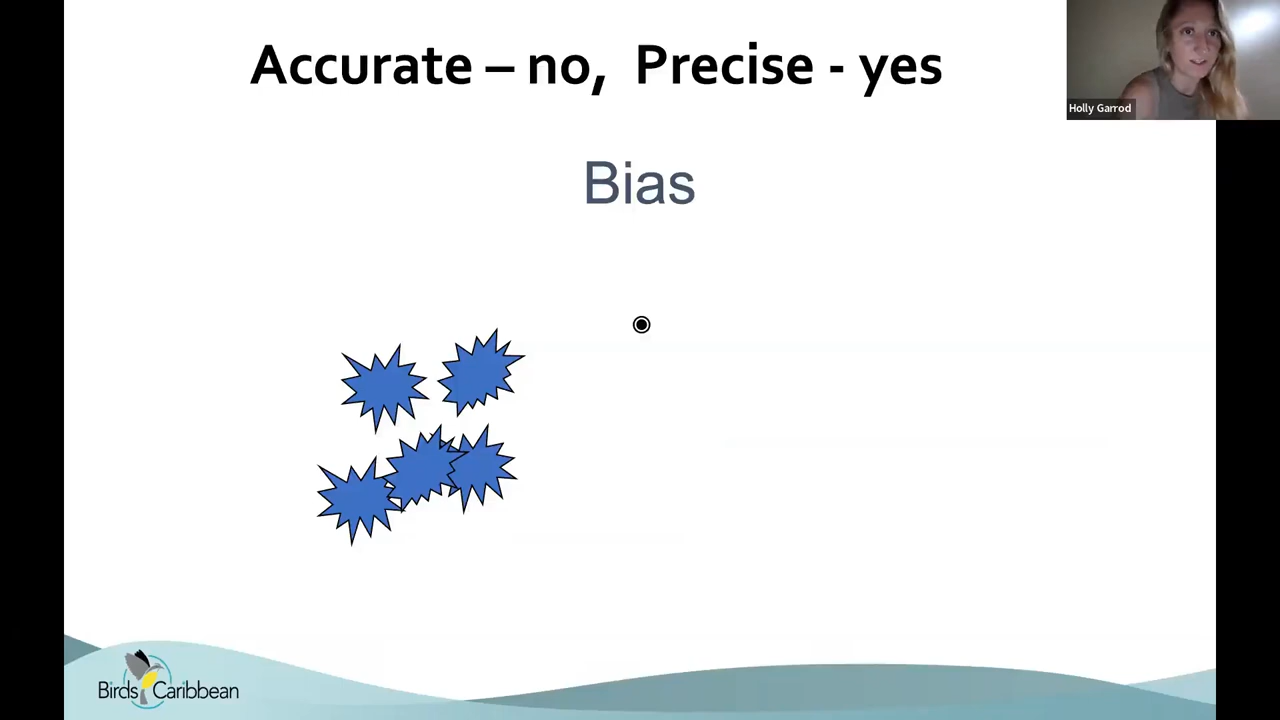 Accurate – no, Precise - yes
Holly Garrod
Bias
Birds Caribbean